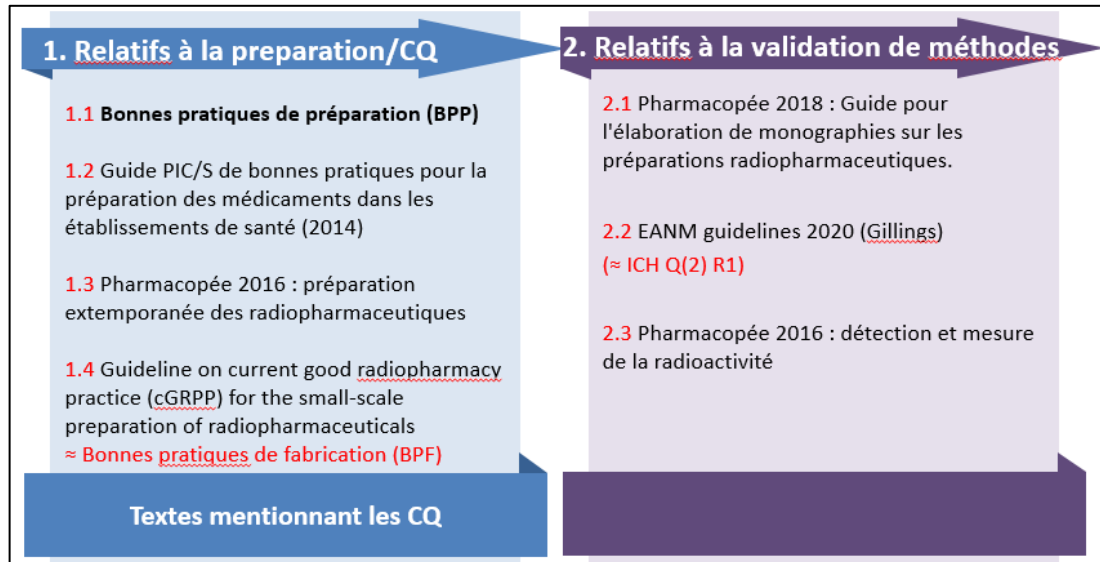 1. Relatifs à la preparation/CQ
1.1 Bonnes pratiques de préparation (BPP)
1.2 Guide PIC/S de bonnes pratiques pour la
préparation des médicaments dans les
établissements de santé (2014)
1.3 Pharmacopée 2016 : préparation
extemporanée des radiopharmaceutiques
1.4 Guideline on current good radiopharmacy
practice (cGRPP) for the small-scale
preparation of radiopharmaceuticals
≈ Bonnes pratiques de fabrication (BPF)
Textes mentionnant les CQ
2. Relatifs à la validation de méthodes
2.1 Pharmacopée 2018 : Guide pour
l'élaboration de monographies sur les
préparations radiopharmaceutiques.
2.2 EANM guidelines 2020 (Gillings)
(≈ ICH Q(2) R1)
2.3 Pharmacopée 2016 : détection et mesure
de la radioactivité